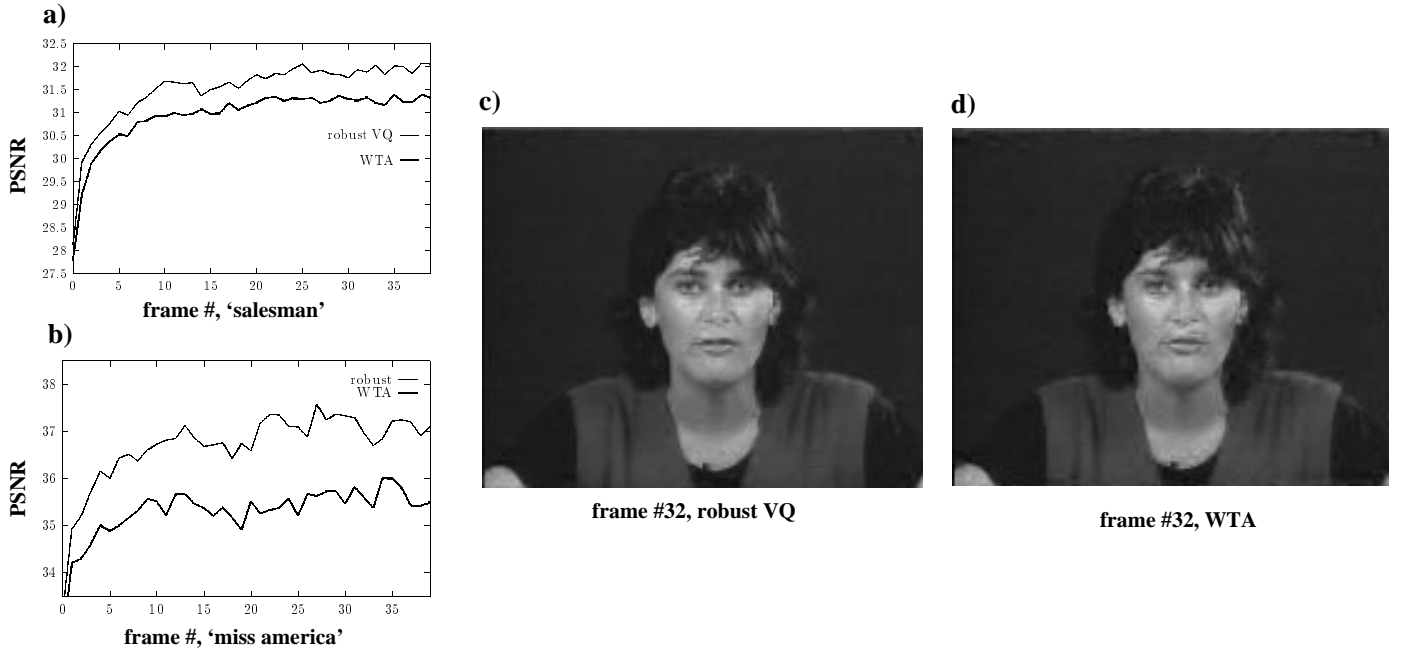 a)
32.5
32
31.5
31
30.5
30
29.5
29
28.5
28
27.5
PSNR
robust VQ
WTA
0 5 10 15 20 25 30 35
frame #, ‘salesman’
b)
38
37
36
35
34
PSNR
robust
WTA
0 5 10 15 20 25 30 35
frame #, ‘miss america’
c)
frame #32, robust VQ
d)
frame #32, WTA